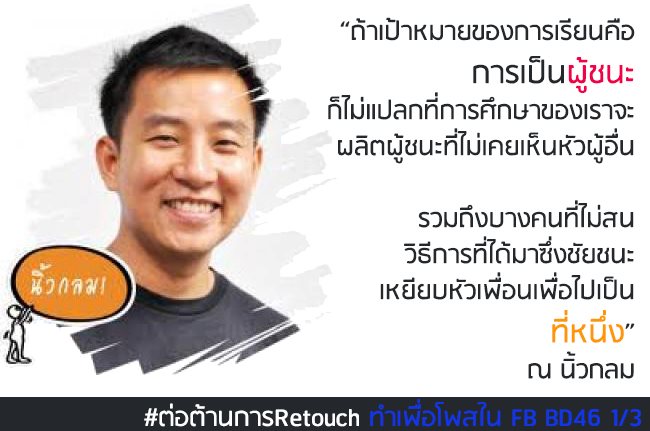 “ถ้าเป้าหมายของการเรียนคือ
การเป็นผู้ชนะ
ก็ไม่แปลกที่การศึกษาของเราจะ
ผลิตผู้ชนะที่ไม่เคยเห็นหัวผู้อื่น
รวมถึงบางคนที่ไม่สน
วิธีการที่ได้มาซึ่งชัยชนะ
เหยียบหัวเพื่อนเพื่อไปเป็น
ที่หนึ่ง”
ณ นิ้วกลม
นิ้วกลม!
#ต่อต้านการRetouch ทำเพื่อโพสใน FB BD46 1/3